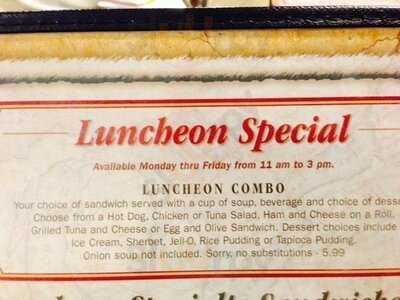 Luncheon Special
Available Monday thru Friday from 11 am to 3 pm.
LUNCHEON COMBO
Your choice of sandwich served with a cup of soup, beverage and choice of desse
Choose from a Hot Dog, Chicken or Tuna Salad, Ham and Cheese on a Roll,
Grilled Tuna and Cheese or Egg and Olive Sandwich. Dessert choices include
Ice Cream, Sherbet, Jell-O, Rice Pudding or Tapioca Pudding.
Onion soup not included. Sorry, no substitutions - 5.99